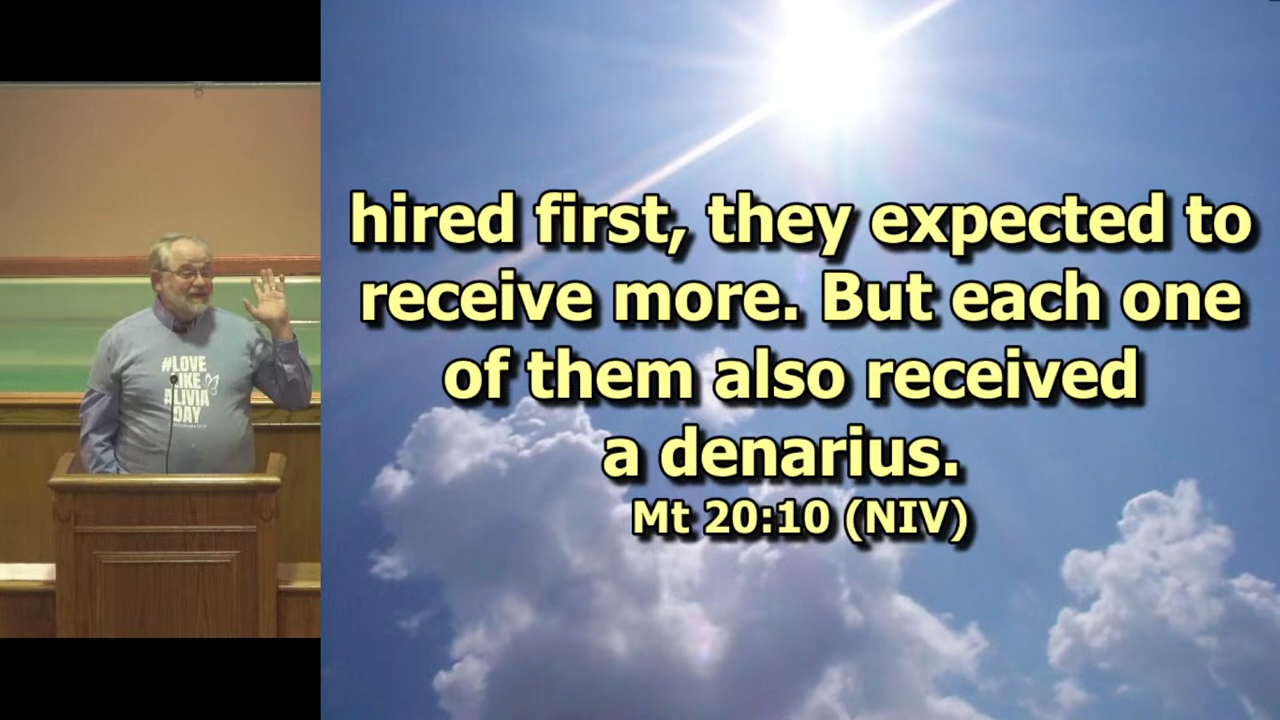 #LOVE
LIKE
ALIVIA
DAY
hired first, they expected to
receive more. But each one
of them also received
a denarius.
Mt 20:10 (NIV)